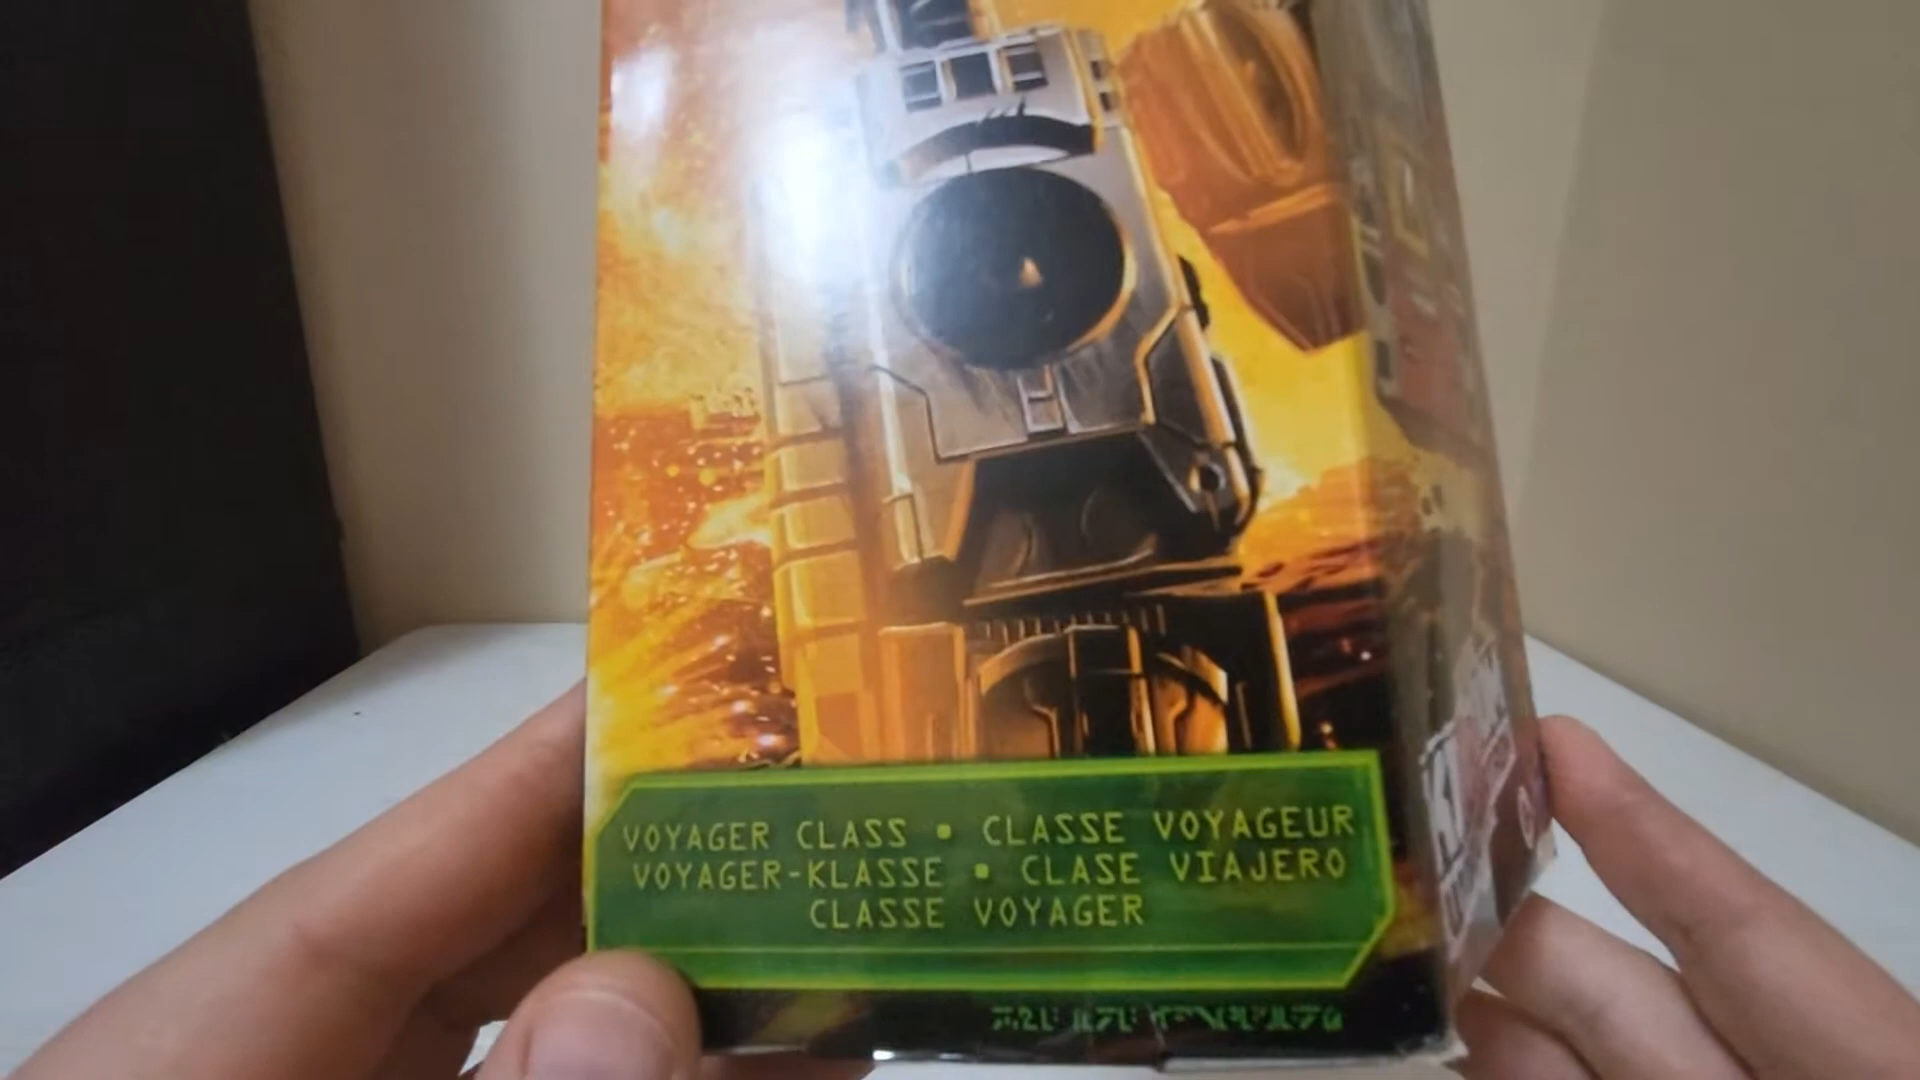 VOYAGER CLASS • CLASSE VOYAGEUR
VOYAGER-KLASSE • CLASE VIAJERO
CLASSE VOYAGER